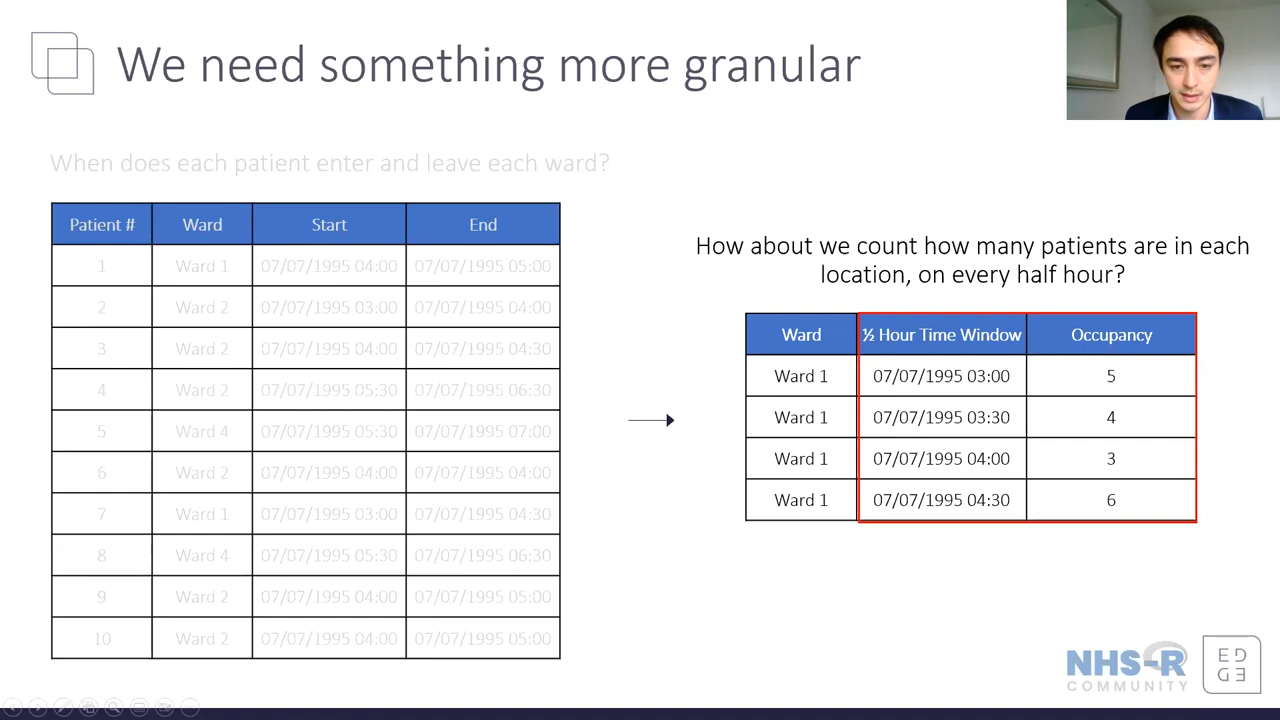 We need something more granular
When does each patient enter and leave each ward?
Patient # Ward Start End
1 Ward 1 07/07/1995 04:00 07/07/1995 05:00
2 Ward 2 07/07/1995 03:00 07/07/1995 04:00
3 Ward 2 07/07/1995 04:00 07/07/1995 04:30
4 Ward 2 07/07/1995 05:30 07/07/1995 06:30
5 Ward 4 07/07/1995 05:30 07/07/1995 07:00
6 Ward 2 07/07/1995 04:00 07/07/1995 04:00
7 Ward 1 07/07/1995 03:00 07/07/1995 04:30
8 Ward 4 07/07/1995 05:30 07/07/1995 06:30
9 Ward 2 07/07/1995 04:00 07/07/1995 05:00
10 Ward 2 07/07/1995 04:00 07/07/1995 05:00
How about we count how many patients are in each
location, on every half hour?
Ward ½ Hour Time Window Occupancy
Ward 1 07/07/1995 03:00 5
Ward 1 07/07/1995 03:30 4
Ward 1 07/07/1995 04:00 3
Ward 1 07/07/1995 04:30 6
NHS-R
COMMUNITY
ED
GE